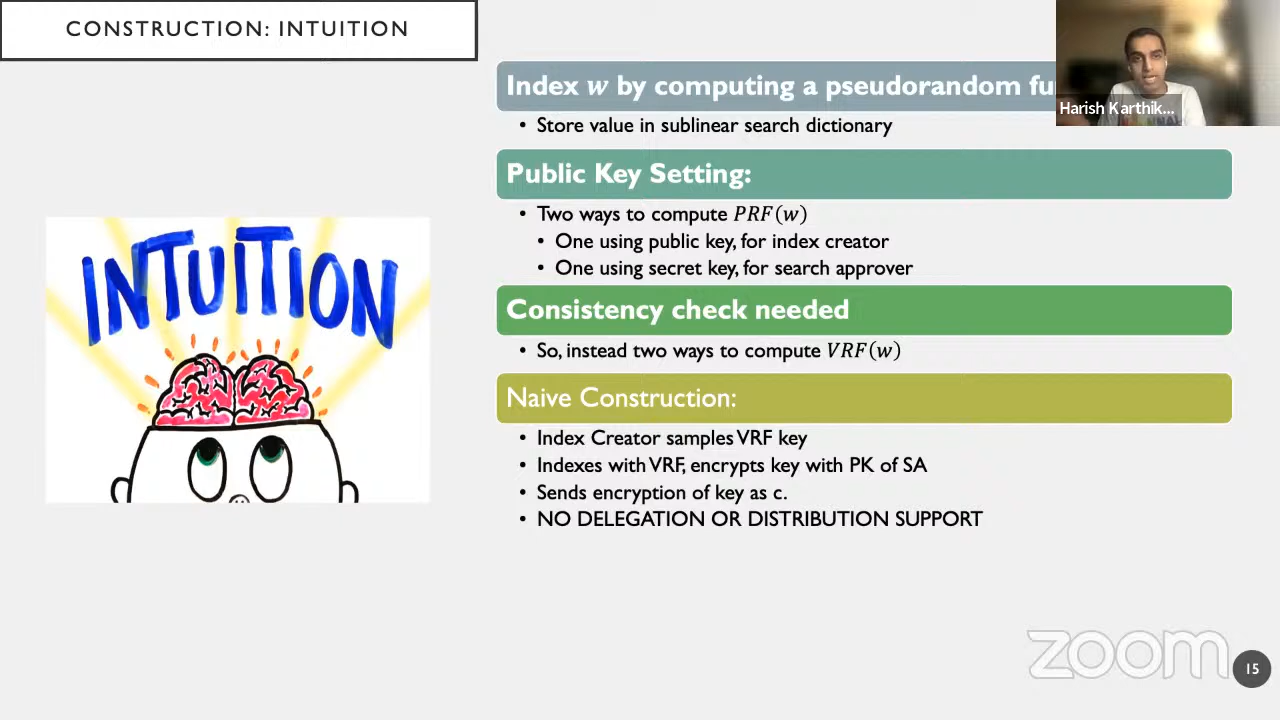 CONSTRUCTION: INTUITION
Index w by computing a pseudorandom fu
Harish Karthik...
• Store value in sublinear search dictionary
Public Key Setting:
• Two ways to compute PRF(w)
• One using public key, for index creator
• One using secret key, for search approver
Consistency check needed
• So, instead two ways to compute VRF(w)
Naive Construction:
• Index Creator samples VRF key
• Indexes with VRF, encrypts key with PK of SA
• Sends encryption of key as c.
• NO DELEGATION OR DISTRIBUTION SUPPORT
INTUITION
zoom
15